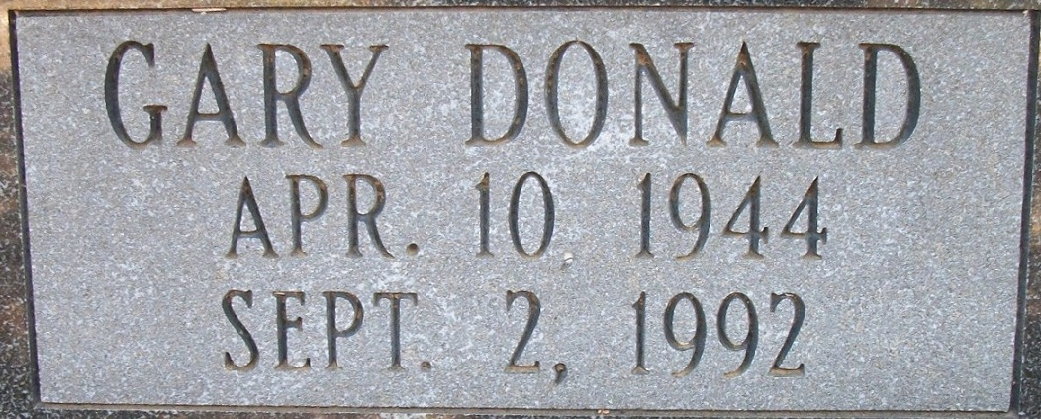 GARY DONALD
APR. 10, 1944
SEPT. 2, 1992